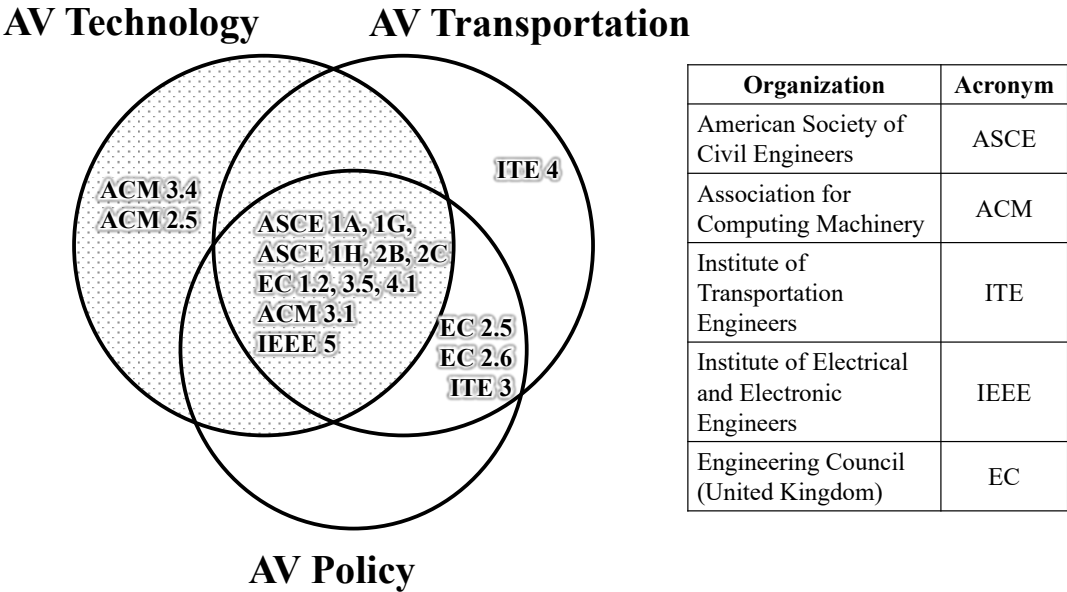 AV Technology
AV Transportation
ACM 3.4
ACM 2.5
ITE 4
ASCE 1A, 1G,
ASCE 1H, 2B, 2C
EC 1.2, 3.5, 4.1
ACM 3.1
IEEE 5
EC 2.5
EC 2.6
ITE 3
AV Policy
Organization Acronym
American Society of
Civil Engineers
ASCE
Association for
Computing Machinery
ACM
Institute of
Transportation
Engineers
ITE
Institute of Electrical
and Electronic
Engineers
IEEE
Engineering Council
(United Kingdom)
EC